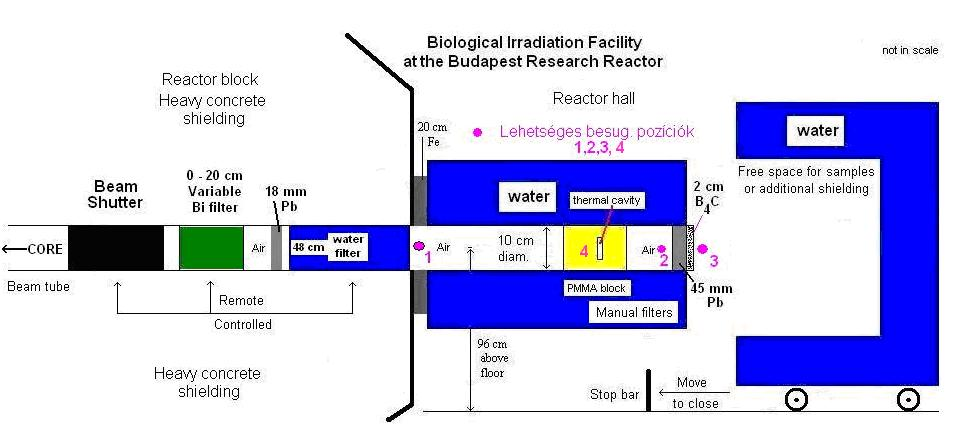 Biological Irradiation Facility
at the Budapest Research Reactor
not in scale
Reactor block
Heavy concrete
shielding
Reactor hall
20 cm
Fe
Lehetséges besug. pozíciók
1,2,3, 4
water
Free space for samples
or additional shielding
Beam
Shutter
0 - 20 cm
Variable
Bi filter
18 mm
Pb
water
thermal cavity
2 cm
B4C
CORE
Air
48 cm
water
filter
1
Air
10 cm
diam.
4
Air
2
3
Beam tube
PMMA block
45 mm
Pb
Remote
Controlled
Manual filters
96 cm
above
floor
Heavy concrete
shielding
Stop bar
Move
to close